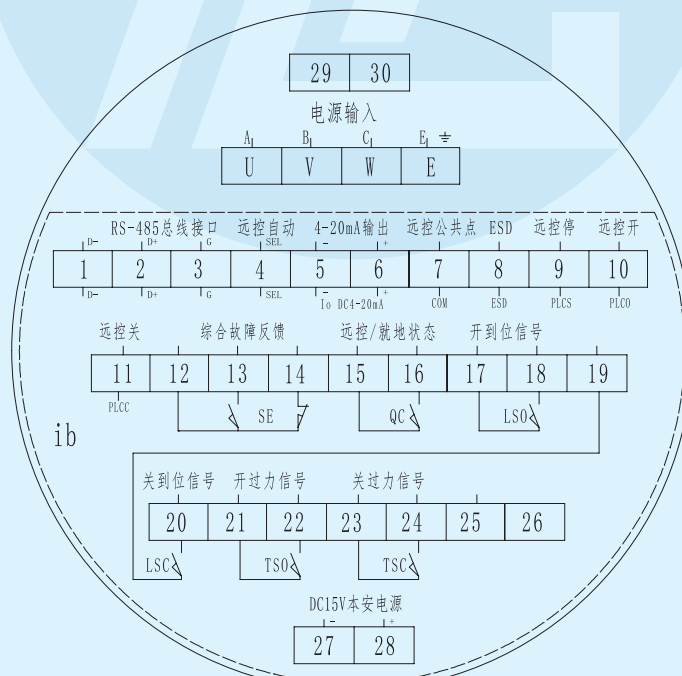 29 30
电源输入
A B C E
U V W E
RS-485总线接口 远控自动 4-20mA输出 远控公共点 ESD 远控停 远控开
D- D+ G SEL - +
1 2 3 4 5 6 7 8 9 10
D- D+ G SEL - Io DC4-20mA + COM ESD PLCS PLCO
远控关 综合故障反馈 远控/就地状态 开到位信号
11 12 13 14 15 16 17 18 19
PLCC SE QC LSO
ib
关到位信号 开过力信号 关过力信号
20 21 22 23 24 25 26
LSC TSO TSC
DC15V本安电源
- +
27 28